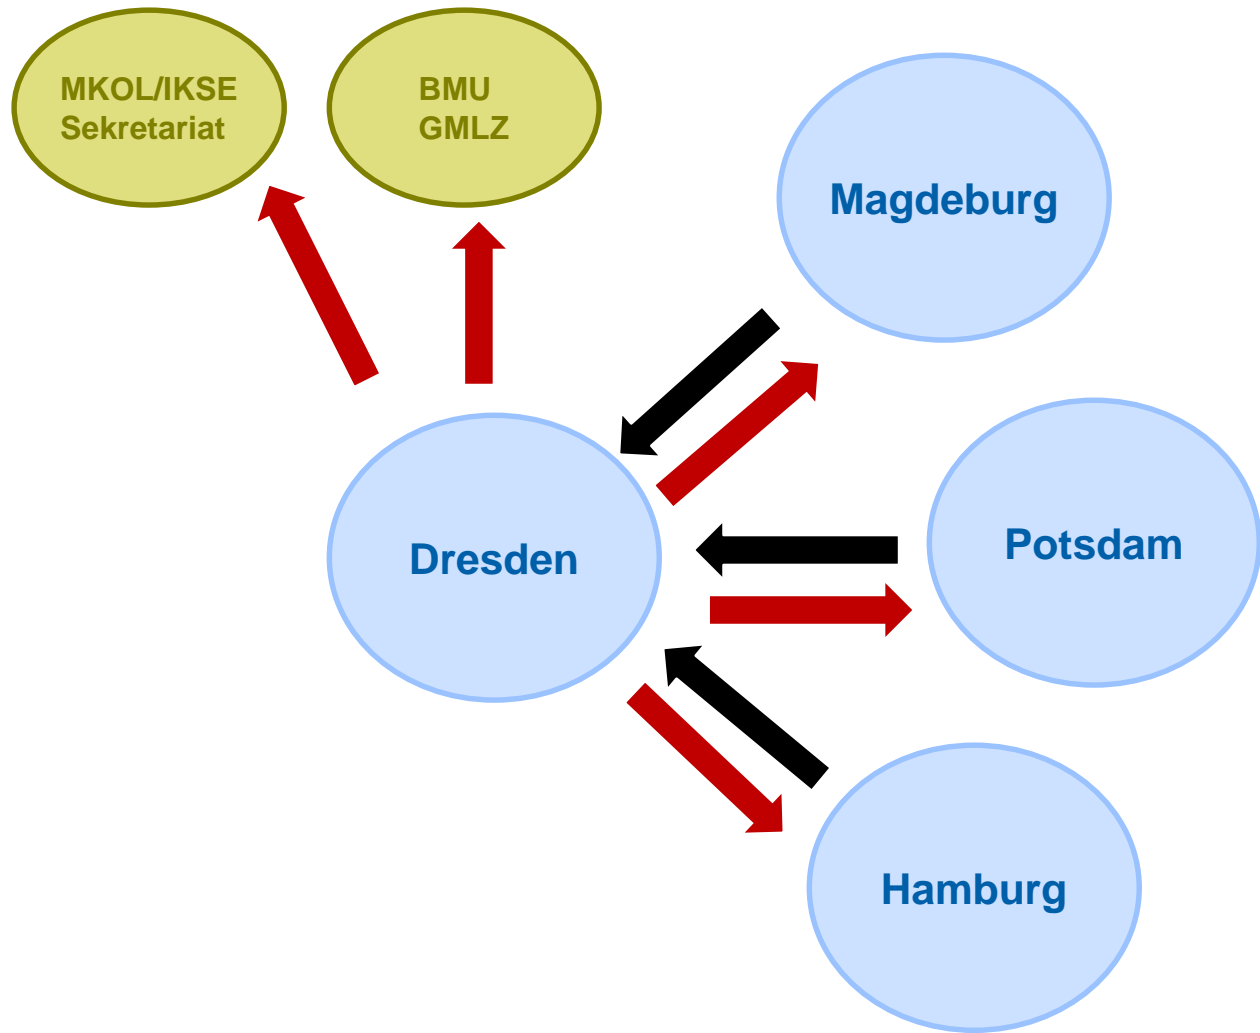 MKOL/IKSE
Sekretariat
BMU
GMLZ
Magdeburg
Dresden
Potsdam
Hamburg